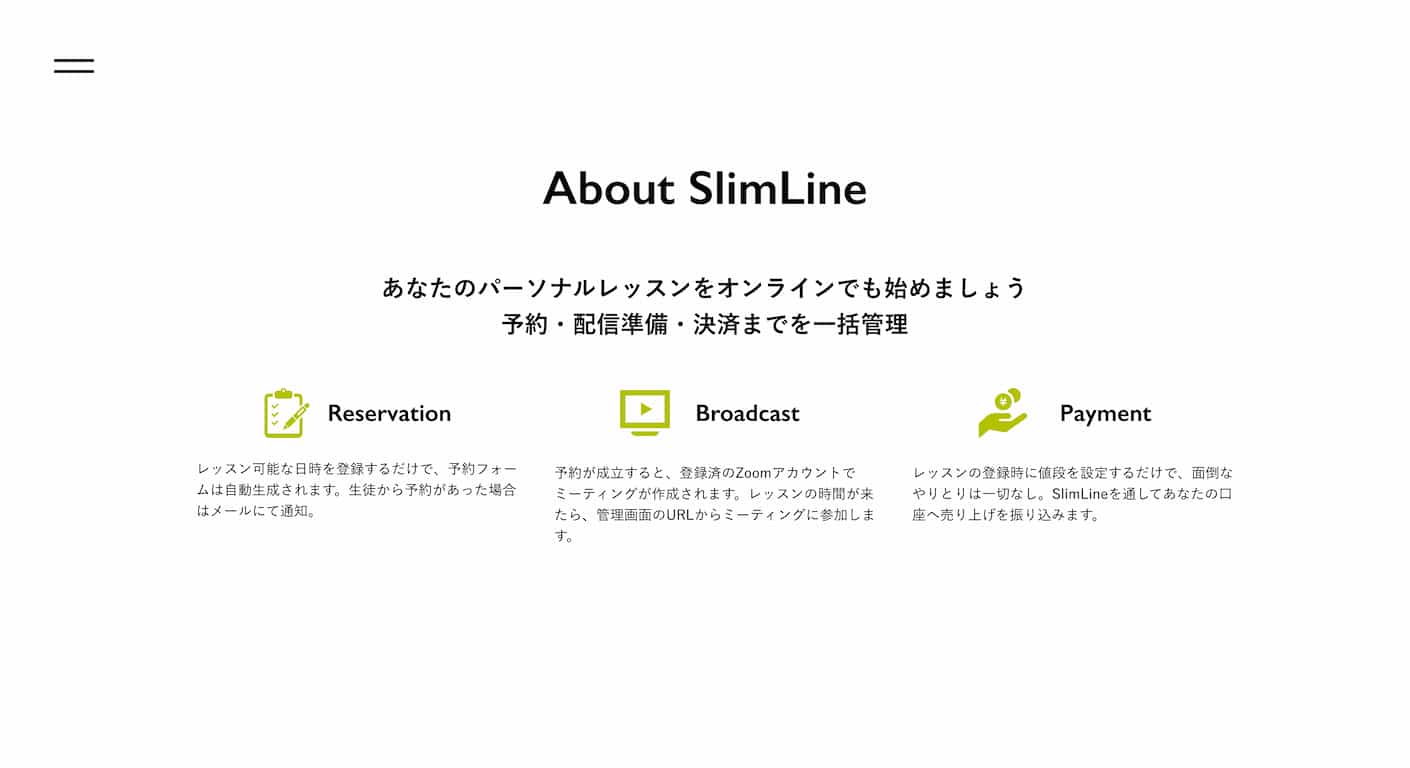 About SlimLine
あなたのパーソナルレッスンをオンラインでも始めましょう
予約・配信準備・決済までを一括管理
Reservation
レッスン可能な日時を登録するだけで、予約フォー
ムは自動生成されます。生徒から予約があった場合
はメールにて通知。
Broadcast
予約が成立すると、登録済のZoomアカウントで
ミーティングが作成されます。レッスンの時間が来
たら、管理画面のURLからミーティングに参加しま
す。
¥
Payment
レッスンの登録時に値段を設定するだけで、面倒な
やりとりは一切なし。SlimLineを通してあなたの口
座へ売り上げを振り込みます。